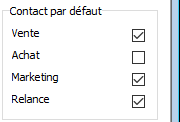 Contact par défaut
Vente
Achat
Marketing
Relance